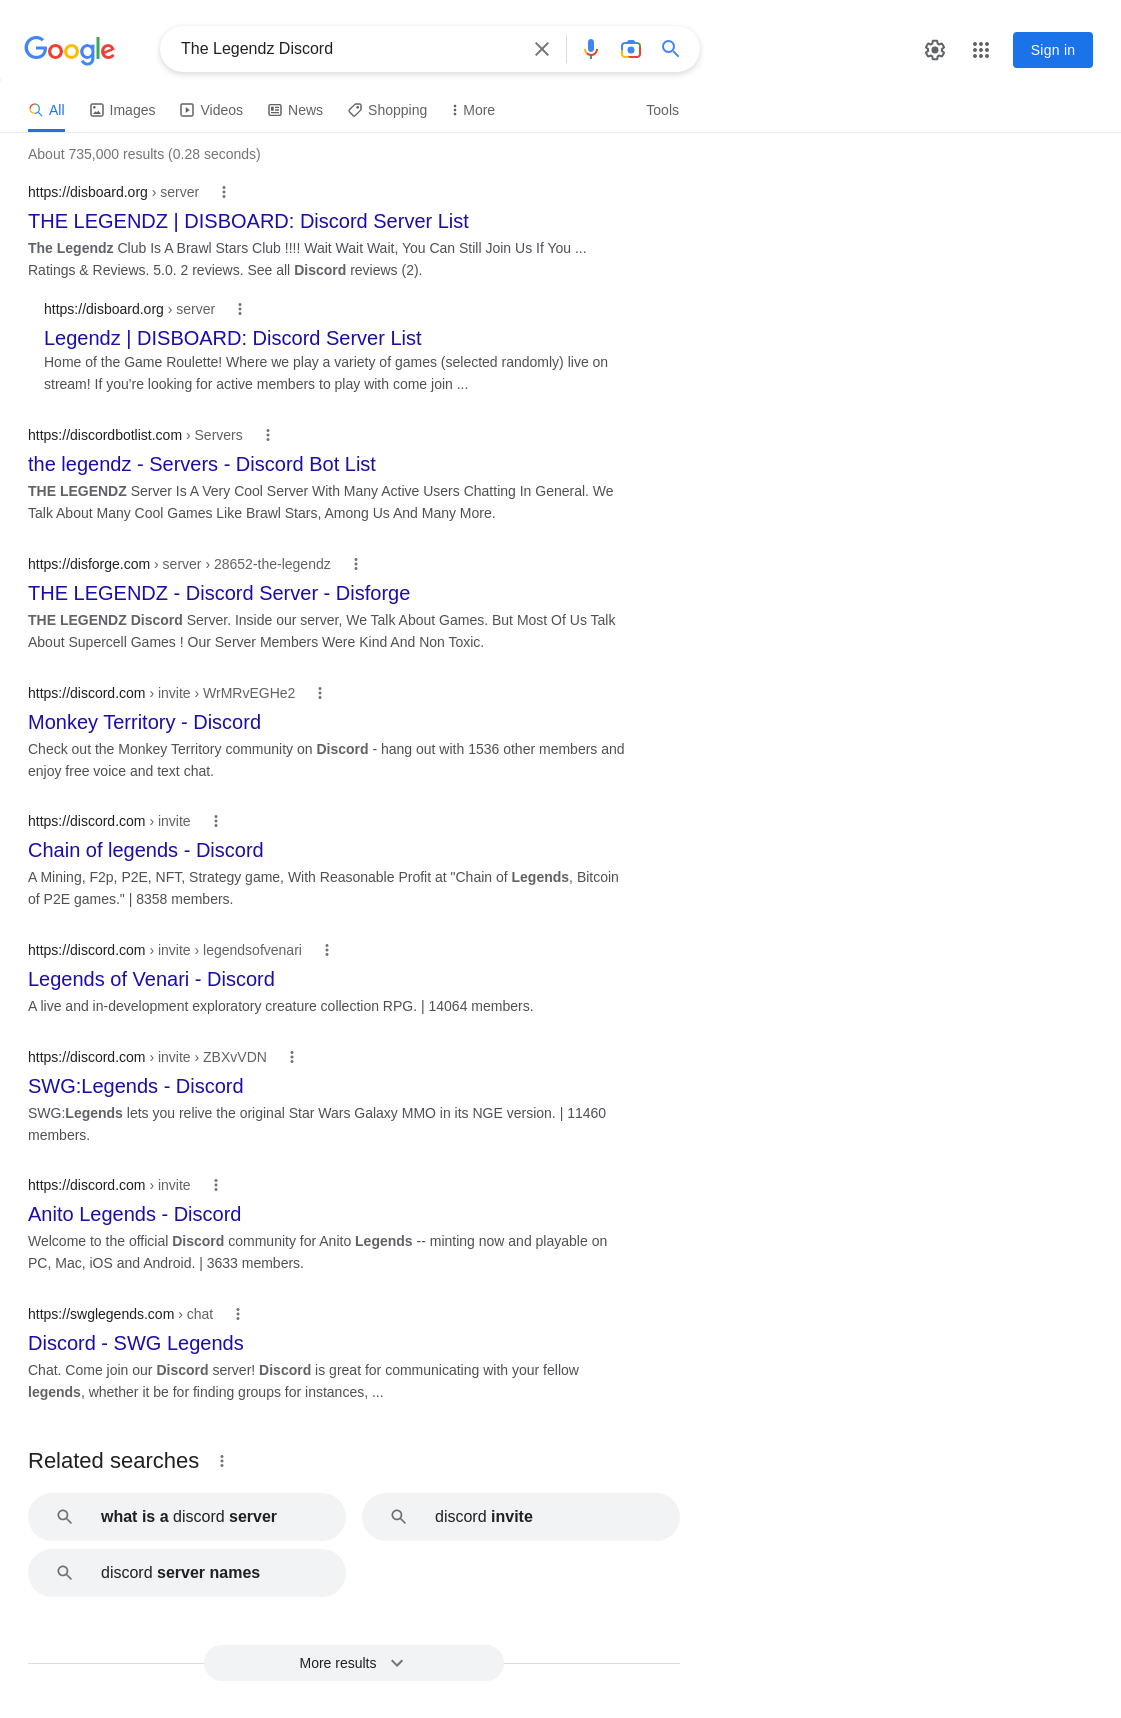 Google
The Legendz Discord
Sign in
All
Images
Videos
News
Shopping
More
Tools
About 735,000 results (0.28 seconds)
https://disboard.org › server
THE LEGENDZ | DISBOARD: Discord Server List
The Legendz Club Is A Brawl Stars Club !!!! Wait Wait Wait, You Can Still Join Us If You ...
Ratings & Reviews. 5.0. 2 reviews. See all Discord reviews (2).
https://disboard.org › server
Legendz | DISBOARD: Discord Server List
Home of the Game Roulette! Where we play a variety of games (selected randomly) live on
stream! If you're looking for active members to play with come join ...
https://discordbotlist.com › Servers
the legendz - Servers - Discord Bot List
THE LEGENDZ Server Is A Very Cool Server With Many Active Users Chatting In General. We
Talk About Many Cool Games Like Brawl Stars, Among Us And Many More.
https://disforge.com › server › 28652-the-legendz
THE LEGENDZ - Discord Server - Disforge
THE LEGENDZ Discord Server. Inside our server, We Talk About Games. But Most Of Us Talk
About Supercell Games ! Our Server Members Were Kind And Non Toxic.
https://discord.com › invite › WrMRvEGHe2
Monkey Territory - Discord
Check out the Monkey Territory community on Discord - hang out with 1536 other members and
enjoy free voice and text chat.
https://discord.com › invite
Chain of legends - Discord
A Mining, F2p, P2E, NFT, Strategy game, With Reasonable Profit at "Chain of Legends, Bitcoin
of P2E games." | 8358 members.
https://discord.com › invite › legendsofvenari
Legends of Venari - Discord
A live and in-development exploratory creature collection RPG. | 14064 members.
https://discord.com › invite › ZBXvVDN
SWG:Legends - Discord
SWG:Legends lets you relive the original Star Wars Galaxy MMO in its NGE version. | 11460
members.
https://discord.com › invite
Anito Legends - Discord
Welcome to the official Discord community for Anito Legends -- minting now and playable on
PC, Mac, iOS and Android. | 3633 members.
https://swglegends.com › chat
Discord - SWG Legends
Chat. Come join our Discord server! Discord is great for communicating with your fellow
legends, whether it be for finding groups for instances, ...
Related searches
what is a discord server
discord invite
discord server names
More results